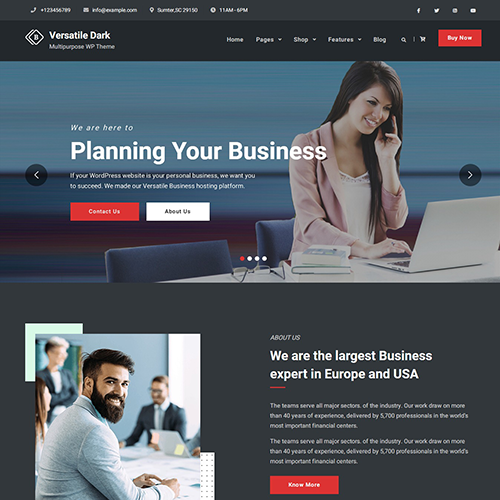 +123456789 info@example.com Sumter,SC 29150 11AM - 6PM
B
Versatile Dark
Multipurpose WP Theme
Home Pages Shop Features Blog Buy Now
We are here to
Planning Your Business
If your WordPress website is your personal business, we want you
to succeed. We made our Versatile Business hosting platform.
Contact Us About Us
ABOUT US
We are the largest Business
expert in Europe and USA
The teams serve all major sectors. of the industry. Our work draw on more
than 40 years of experience, delivered by 5,700 professionals in the world's
most important financial centers.
The teams serve all major sectors. of the industry. Our work draw on more
than 40 years of experience, delivered by 5,700 professionals in the world's
most important financial centers.
Know More